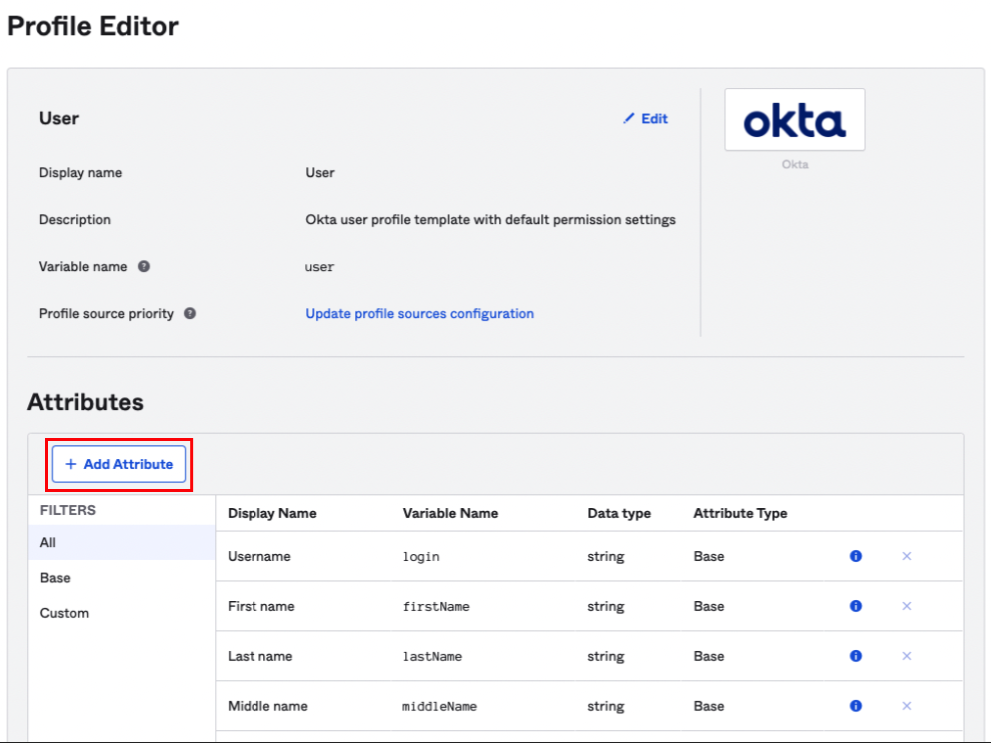 Profile Editor
User
Edit
okta
Okta
Display name User
Description Okta user profile template with default permission settings
Variable name ? user
Profile source priority ? Update profile sources configuration
Attributes
+ Add Attribute
FILTERS
All
Base
Custom
Display Name Variable Name Data type Attribute Type
Username login string Base i ×
First name firstName string Base i ×
Last name lastName string Base i ×
Middle name middleName string Base i ×